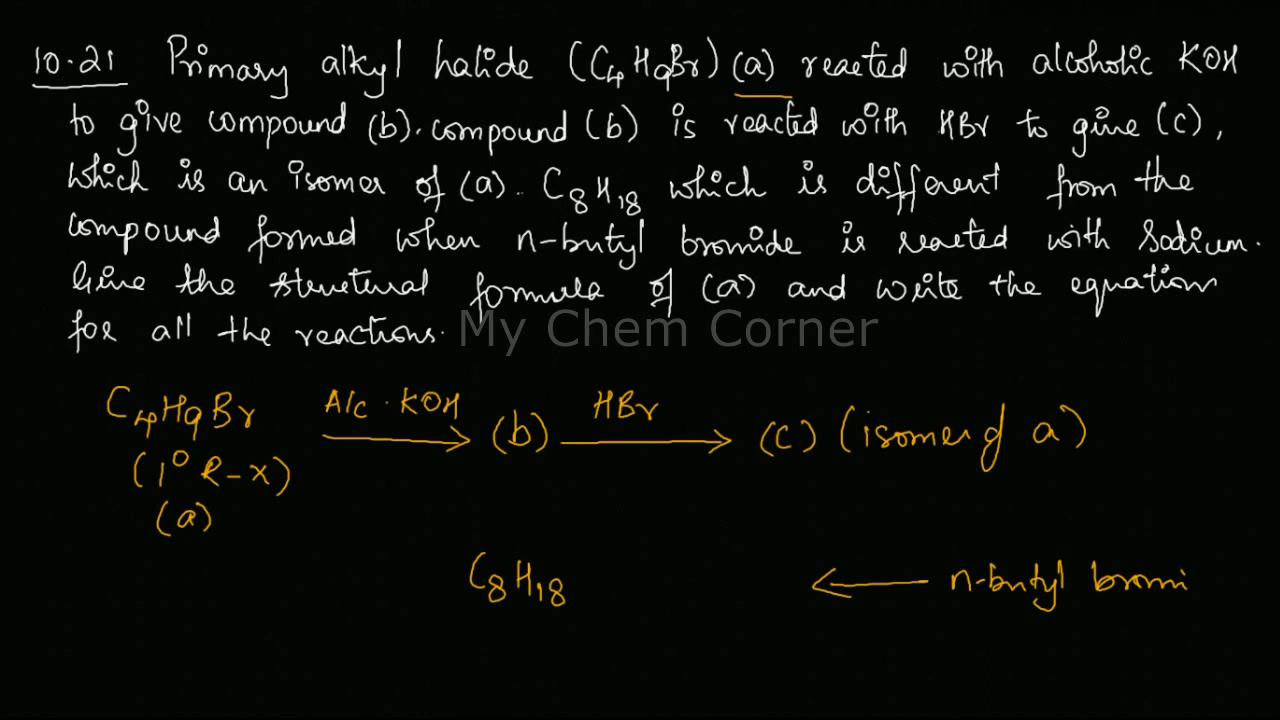 10.21 Primary alkyl halide (C₄H₉Br) (a) reacted with alcoholic KOH
to give compound (b). compound (b) is reacted with HBr to give (c),
which is an isomer of (a). C₈H₁₈ which is different from the
compound formed when n-butyl bromide is reacted with Sodium.
Give the structural formula of (a) and write the equations
for all the reactions.
My Chem Corner
C₄H₉Br Alc. KOH (b) HBr (c) (isomer of a)
(1° R-X)
(a)
C₈H₁₈ ← n-butyl bromi